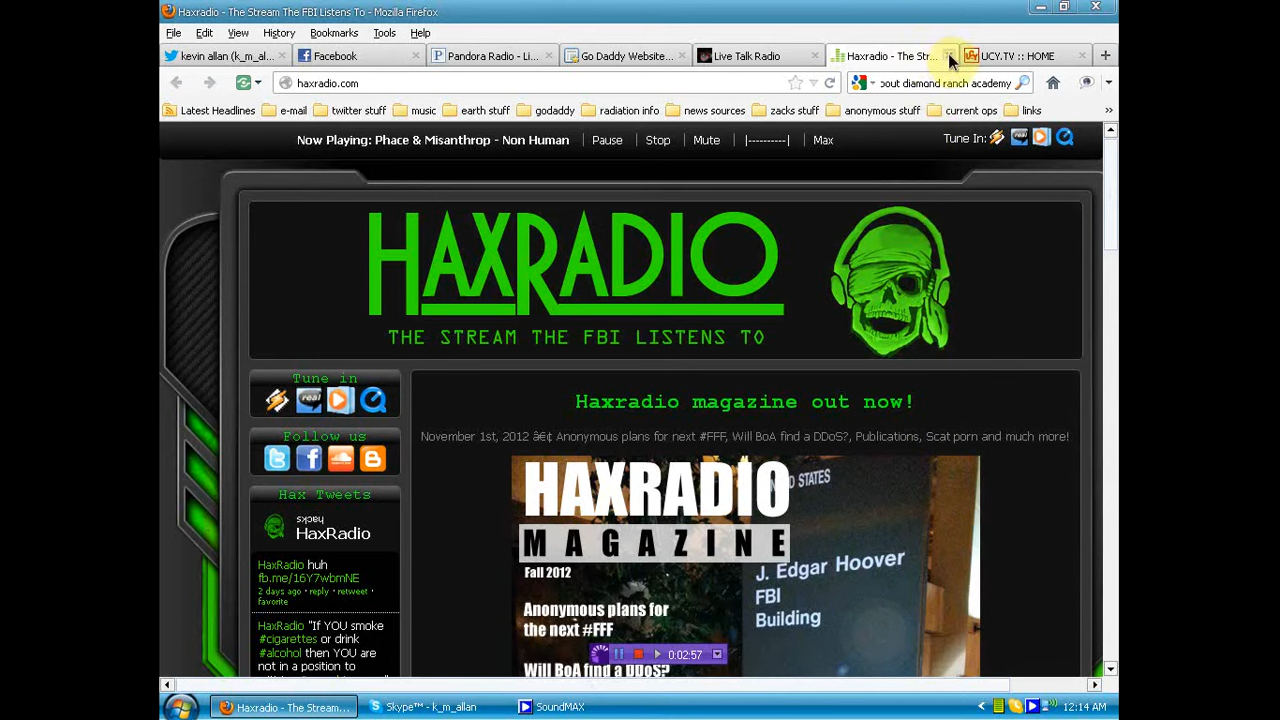 Haxradio - The Stream The FBI Listens To - Mozilla Firefox
File Edit View History Bookmarks Tools Help
kevin allan (k_m_al... Facebook Pandora Radio - Li... Go Daddy Website... Live Talk Radio Haxradio - The Str... UCY.TV :: HOME
haxradio.com
out diamond ranch academy
Latest Headlines e-mail twitter stuff music earth stuff godaddy radiation info news sources zacks stuff anonymous stuff current ops links »
Now Playing: Phace & Misanthrop - Non Human Pause Stop Mute |----------| Max Tune In:
HAXRADIO
THE STREAM THE FBI LISTENS TO
Tune in
Haxradio magazine out now!
November 1st, 2012 â€¢ Anonymous plans for next #FFF, Will BoA find a DDoS?, Publications, Scat porn and much more!
Follow us
HAXRADIO
MAGAZINE
UNITED STATES
J. Edgar Hoover
FBI
Building
Fall 2012
Anonymous plans for
the next #FFF
Will BoA find a DDoS?
Hax Tweets
hacks
HaxRadio
HaxRadio huh
fb.me/16Y7wbmNE
2 days ago · reply · retweet ·
favorite
HaxRadio "If YOU smoke
#cigarettes or drink
#alcohol then YOU are
not in a position to
0:02:57
Haxradio - The Stream... Skype™ - k_m_allan SoundMAX 12:14 AM